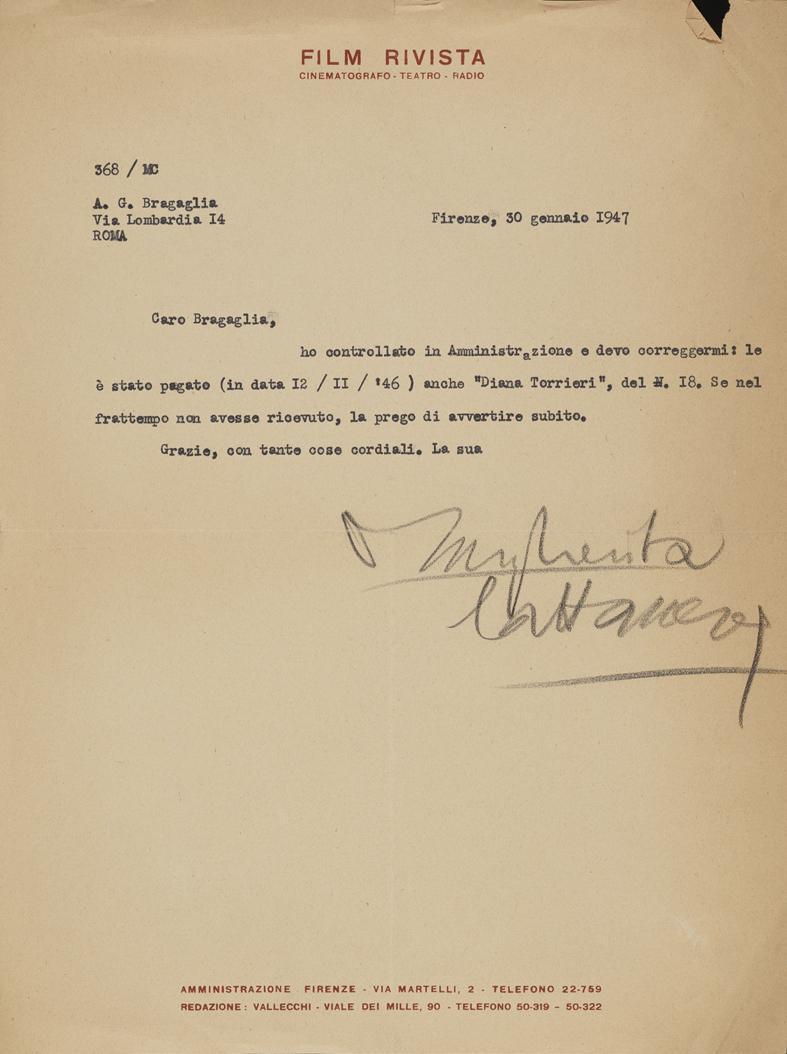 FILM RIVISTA
CINEMATOGRAFO - TEATRO - RADIO
368 / MC
A. G. Bragaglia
Via Lombardia I4
ROMA
Firenze, 30 gennaio I947
Caro Bragaglia,
ho controllato in Amministrazione e devo correggermi: le
è stato pagato (in data I2 / II / '46 ) anche "Diana Torrieri", del N. I8. Se nel
frattempo non avesse ricevuto, la prego di avvertire subito.
Grazie, con tante cose cordiali. La sua
Margherita
Cattaneo
AMMINISTRAZIONE FIRENZE - VIA MARTELLI, 2 - TELEFONO 22-759
REDAZIONE: VALLECCHI - VIALE DEI MILLE, 90 - TELEFONO 50-319 - 50-322